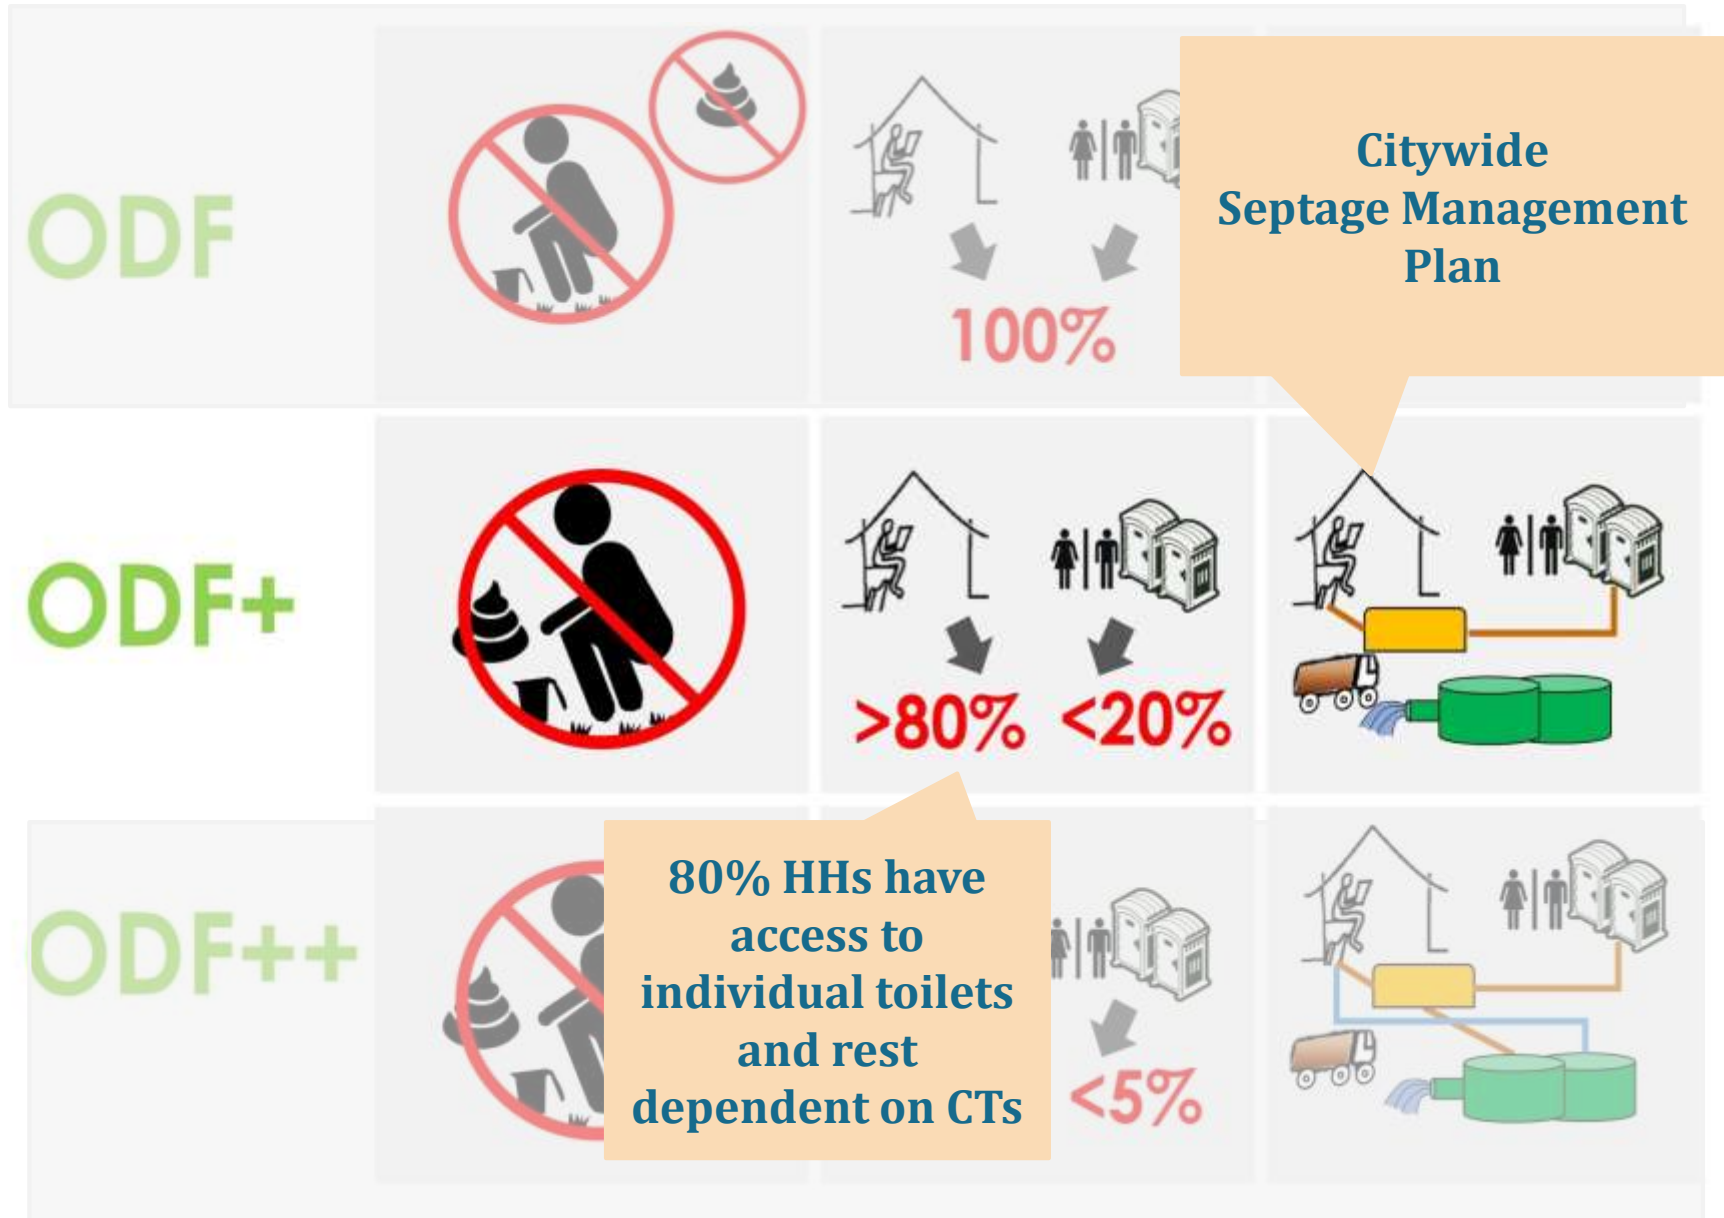 ODF
100%
Citywide
Septage Management
Plan
ODF+
>80% <20%
ODF++
80% HHs have
access to
individual toilets
and rest
dependent on CTs
<5%